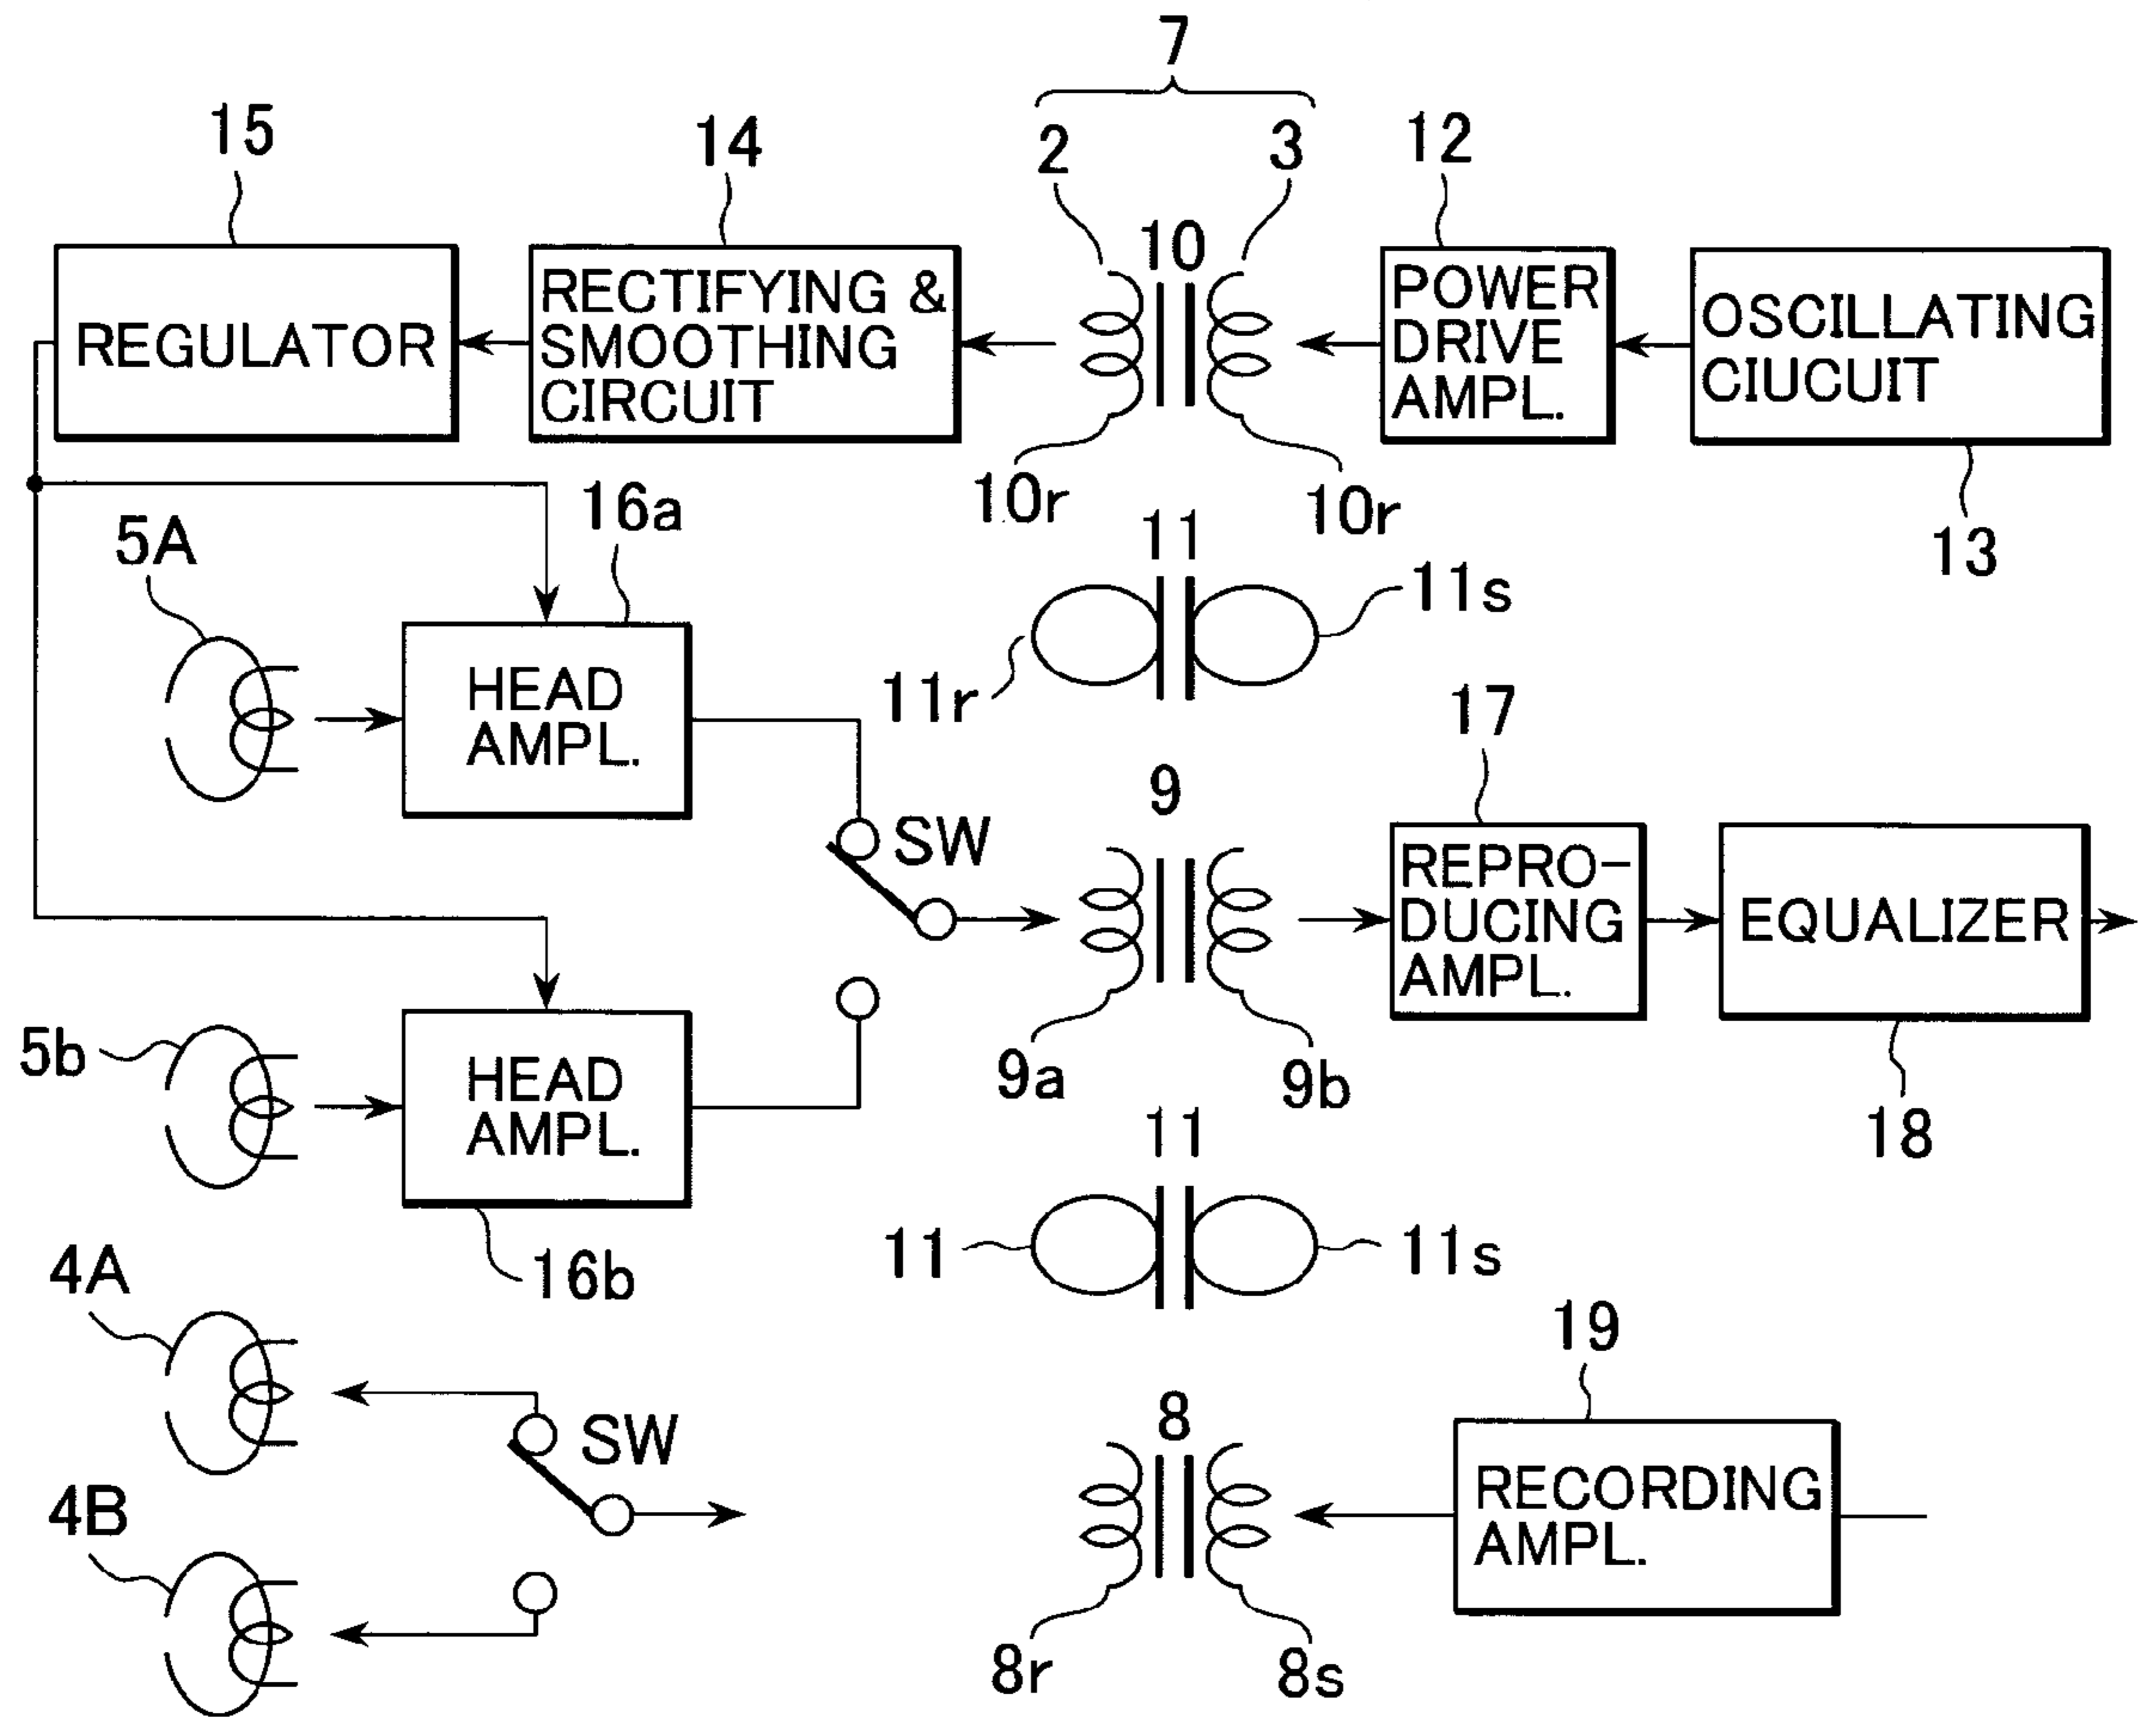 7
15
14
2
3
12
10
REGULATOR
RECTIFYING &
SMOOTHING
CIRCUIT
POWER
DRIVE
AMPL.
OSCILLATING
CIUCUIT
10r
10r
13
5A
16a
11
11s
11r
HEAD
AMPL.
17
9
SW
REPRO-
DUCING
AMPL.
EQUALIZER
5b
HEAD
AMPL.
9a
9b
18
11
16b
11
11s
4A
19
8
SW
RECORDING
AMPL.
4B
8r
8s